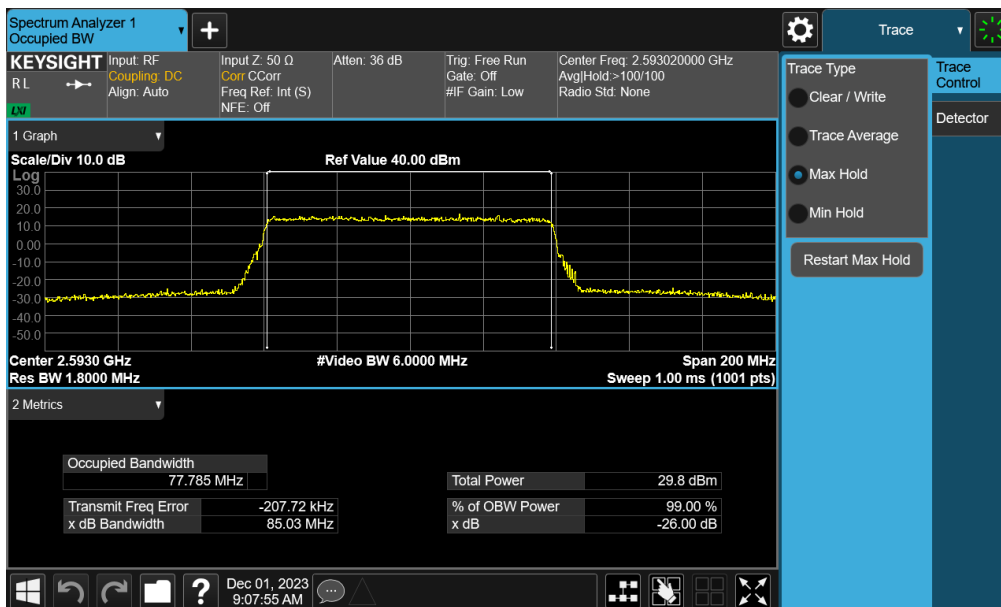 Spectrum Analyzer 1
Occupied BW
Trace
KEYSIGHT
R L
LXI
Input: RF
Coupling: DC
Align: Auto
Input Z: 50 Ω
Corr CCorr
Freq Ref: Int (S)
NFE: Off
Atten: 36 dB
Trig: Free Run
Gate: Off
#IF Gain: Low
Center Freq: 2.593020000 GHz
Avg|Hold:>100/100
Radio Std: None
Trace Type
Clear / Write
Trace Average
Max Hold
Min Hold
Restart Max Hold
Trace
Control
Detector
1 Graph
Scale/Div 10.0 dB
Ref Value 40.00 dBm
Log
30.0
20.0
10.0
0.00
-10.0
-20.0
-30.0
-40.0
-50.0
Center 2.5930 GHz
#Video BW 6.0000 MHz
Span 200 MHz
Res BW 1.8000 MHz
Sweep 1.00 ms (1001 pts)
2 Metrics
Occupied Bandwidth
77.785 MHz
Total Power 29.8 dBm
Transmit Freq Error -207.72 kHz
% of OBW Power 99.00 %
x dB Bandwidth 85.03 MHz
x dB -26.00 dB
?
Dec 01, 2023
9:07:55 AM